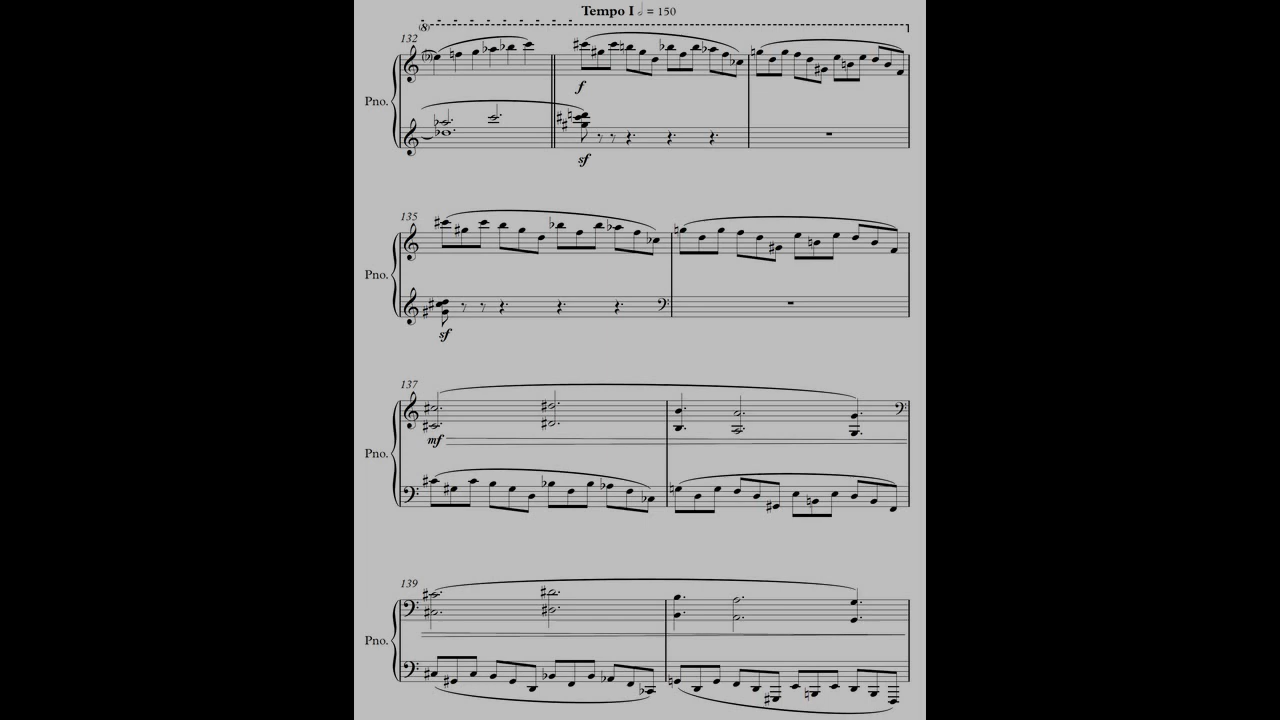 Tempo I 𝅗𝅥 = 150
(8)
132
Pno.
f
sf
135
Pno.
sf
137
mf
Pno.
139
Pno.